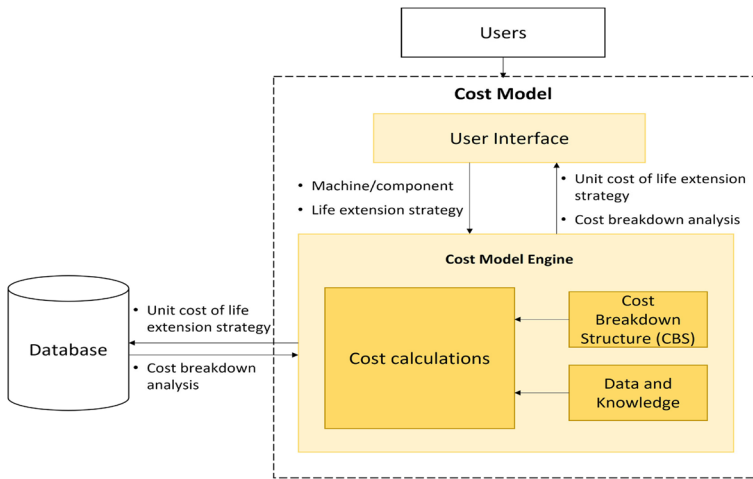 Users
Cost Model
User Interface
• Machine/component
• Life extension strategy
• Unit cost of life extension
strategy
• Cost breakdown analysis
Cost Model Engine
Cost calculations
Cost
Breakdown
Structure (CBS)
Data and
Knowledge
Database
• Unit cost of life
extension strategy
• Cost breakdown
analysis